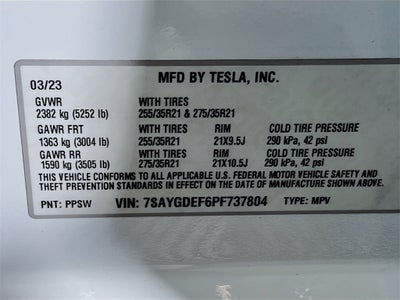 MFD BY TESLA, INC.
03/23
GVWR WITH TIRES
2382 kg (5252 lb) 255/35R21 & 275/35R21
GAWR FRT WITH TIRES RIM COLD TIRE PRESSURE
1363 kg (3004 lb) 255/35R21 21X9.5J 290 kPa, 42 psi
GAWR RR WITH TIRES RIM COLD TIRE PRESSURE
1590 kg (3505 lb) 275/35R21 21X10.5J 290 kPa, 42 psi
THIS VEHICLE CONFORMS TO ALL APPLICABLE U.S. FEDERAL MOTOR VEHICLE SAFETY AND
THEFT PREVENTION STANDARDS IN EFFECT ON THE DATE OF MANUFACTURE SHOWN ABOVE.
U.S.A.
PNT: PPSW VIN: 7SAYGDEF6PF737804 TYPE: MPV